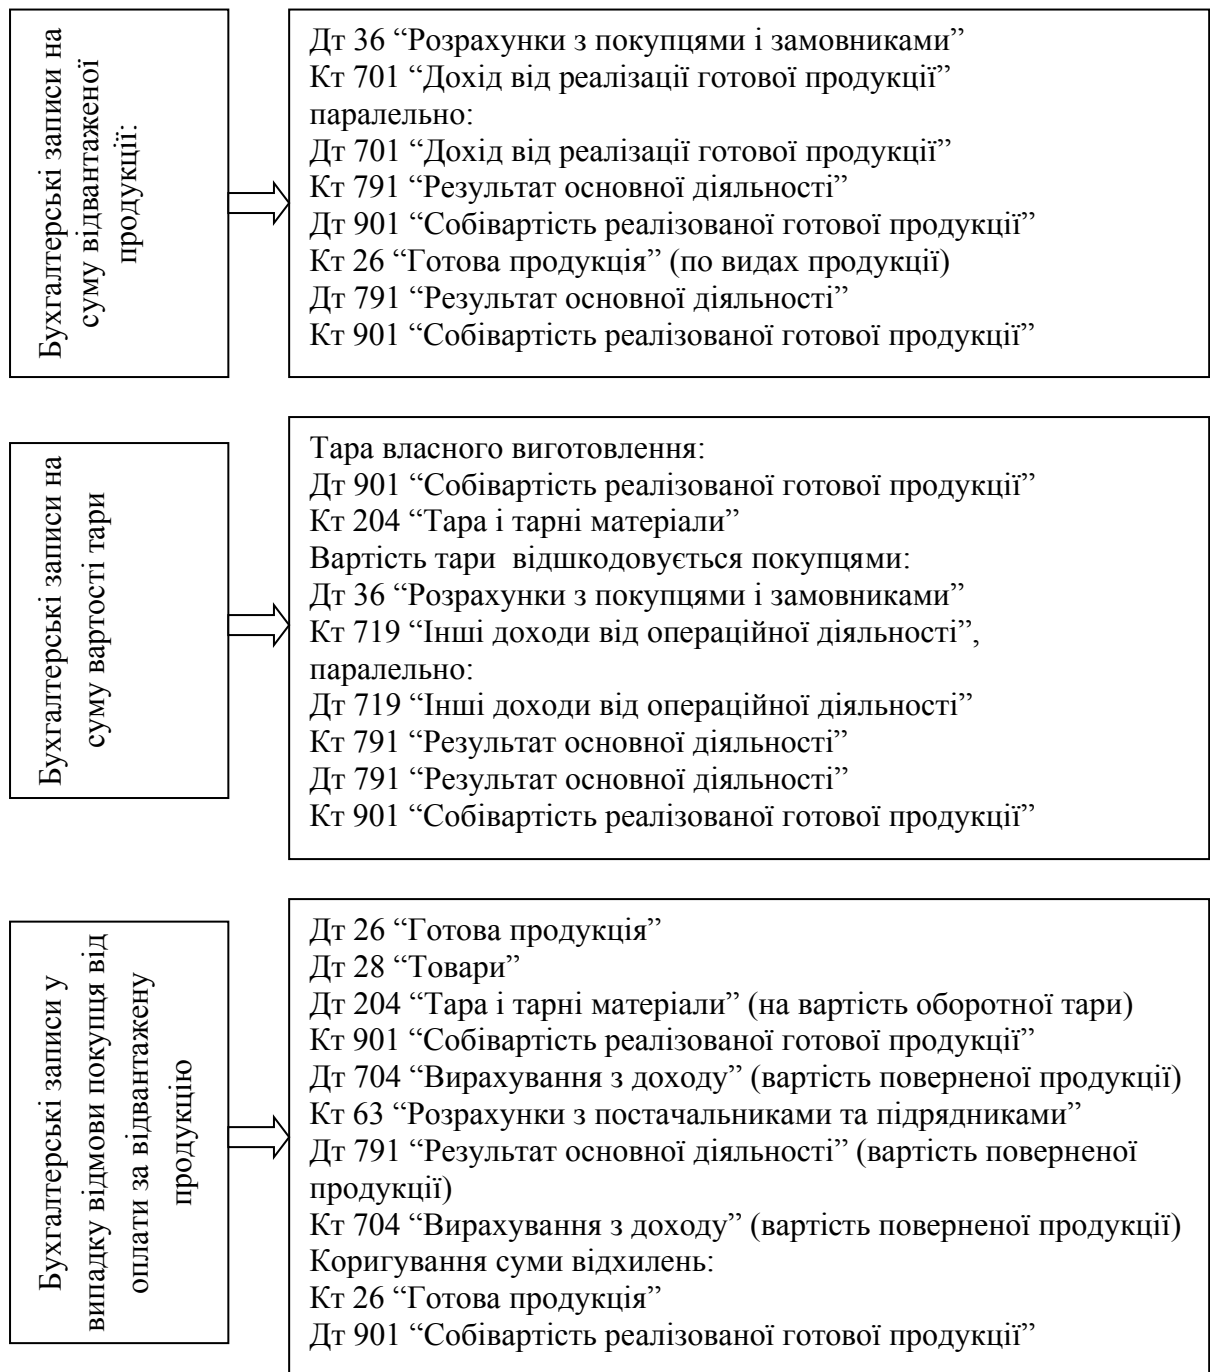 Бухгалтерські записи на
суму відвантаженої
продукції:
Дт 36 “Розрахунки з покупцями і замовниками”
Кт 701 “Дохід від реалізації готової продукції”
паралельно:
Дт 701 “Дохід від реалізації готової продукції”
Кт 791 “Результат основної діяльності”
Дт 901 “Собівартість реалізованої готової продукції”
Кт 26 “Готова продукція” (по видах продукції)
Дт 791 “Результат основної діяльності”
Кт 901 “Собівартість реалізованої готової продукції”
Бухгалтерські записи на
суму вартості тари
Тара власного виготовлення:
Дт 901 “Собівартість реалізованої готової продукції”
Кт 204 “Тара і тарні матеріали”
Вартість тари  відшкодовується покупцями:
Дт 36 “Розрахунки з покупцями і замовниками”
Кт 719 “Інші доходи від операційної діяльності”,
паралельно:
Дт 719 “Інші доходи від операційної діяльності”
Кт 791 “Результат основної діяльності”
Дт 791 “Результат основної діяльності”
Кт 901 “Собівартість реалізованої готової продукції”
Бухгалтерські записи у
випадку відмови покупця від
оплати за відвантажену
продукцію
Дт 26 “Готова продукція”
Дт 28 “Товари”
Дт 204 “Тара і тарні матеріали” (на вартість оборотної тари)
Кт 901 “Собівартість реалізованої готової продукції”
Дт 704 “Вирахування з доходу” (вартість поверненої продукції)
Кт 63 “Розрахунки з постачальниками та підрядниками”
Дт 791 “Результат основної діяльності” (вартість поверненої
продукції)
Кт 704 “Вирахування з доходу” (вартість поверненої продукції)
Коригування суми відхилень:
Кт 26 “Готова продукція”
Дт 901 “Собівартість реалізованої готової продукції”